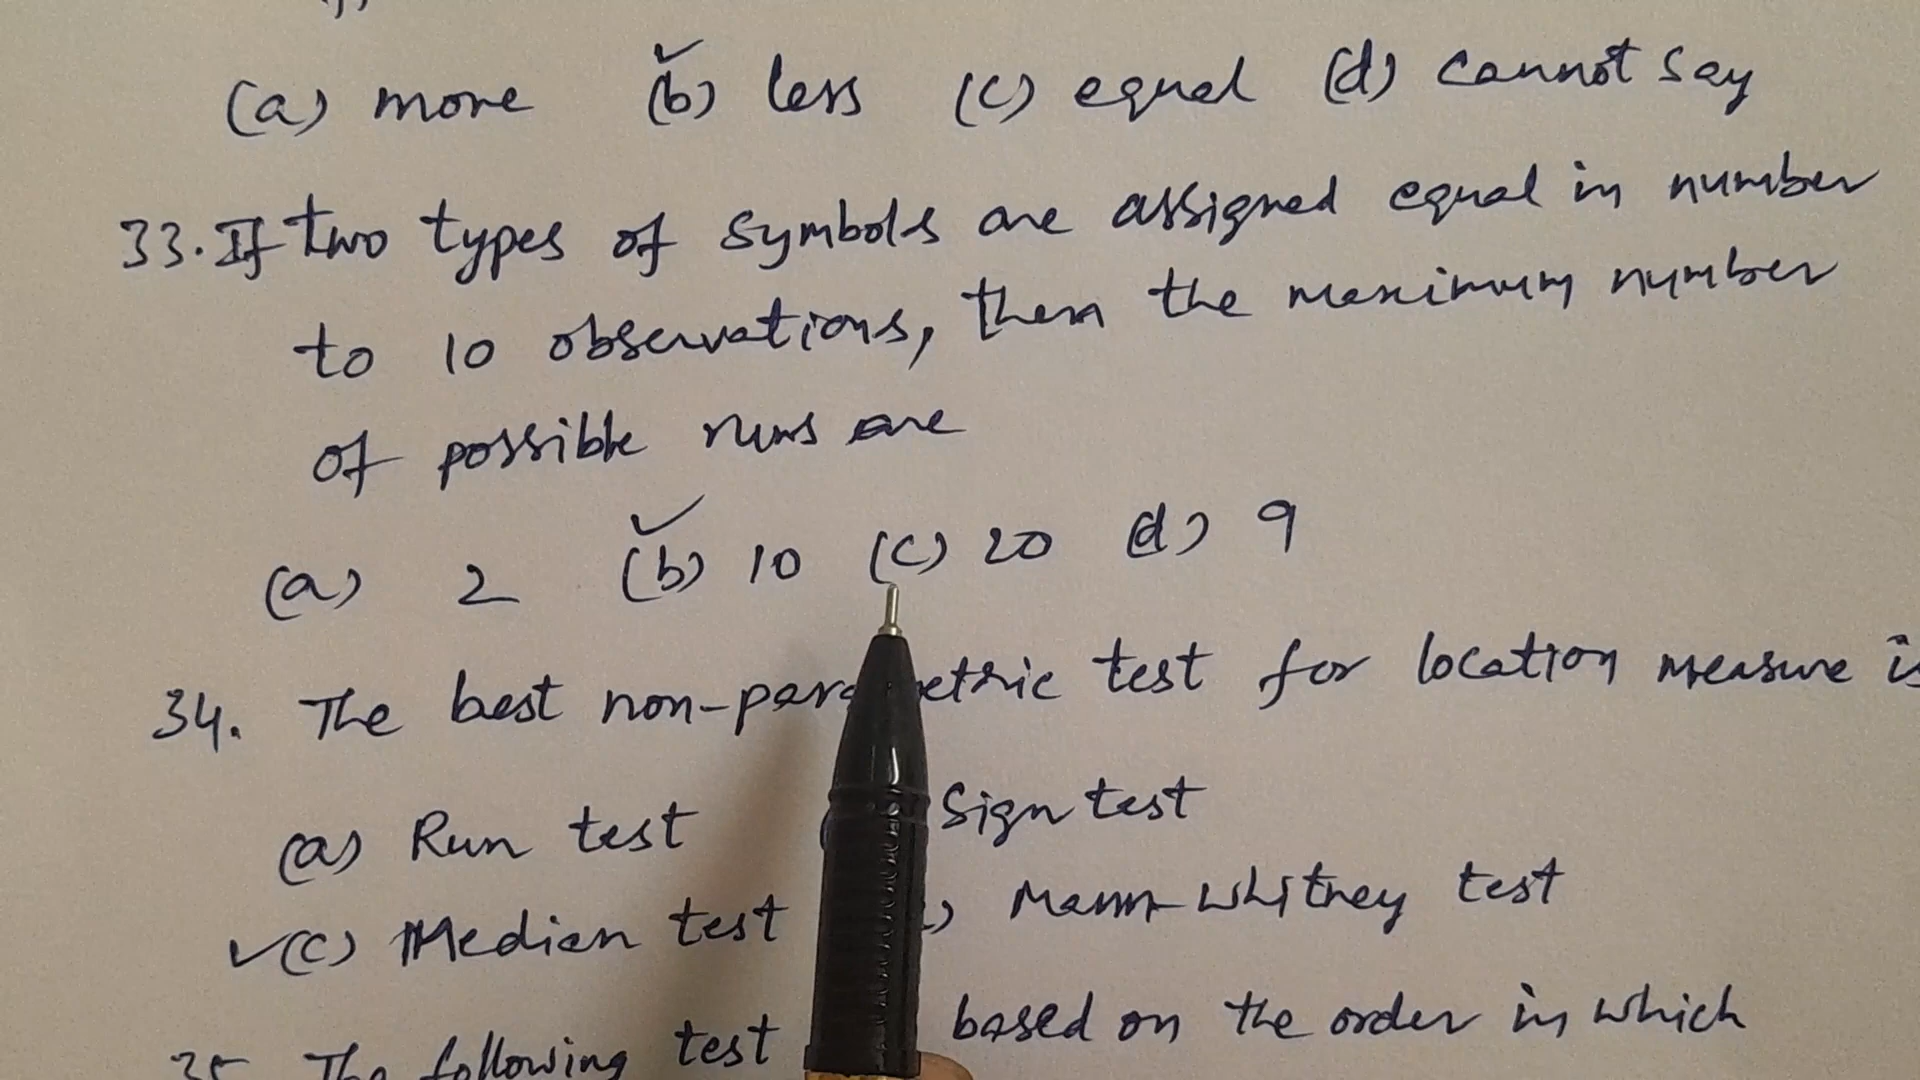 (a) more ✓(b) less (c) equal (d) cannot say
33. If two types of symbols are assigned equal in number
to 10 observations, then the maximum number
of possible runs are
(a) 2 ✓(b) 10 (c) 20 (d) 9
34. The best non-parametric test for location measure is
(a) Run test Sign test
✓(c) Median test ) Mann-Whitney test
35 The following test based on the order in which